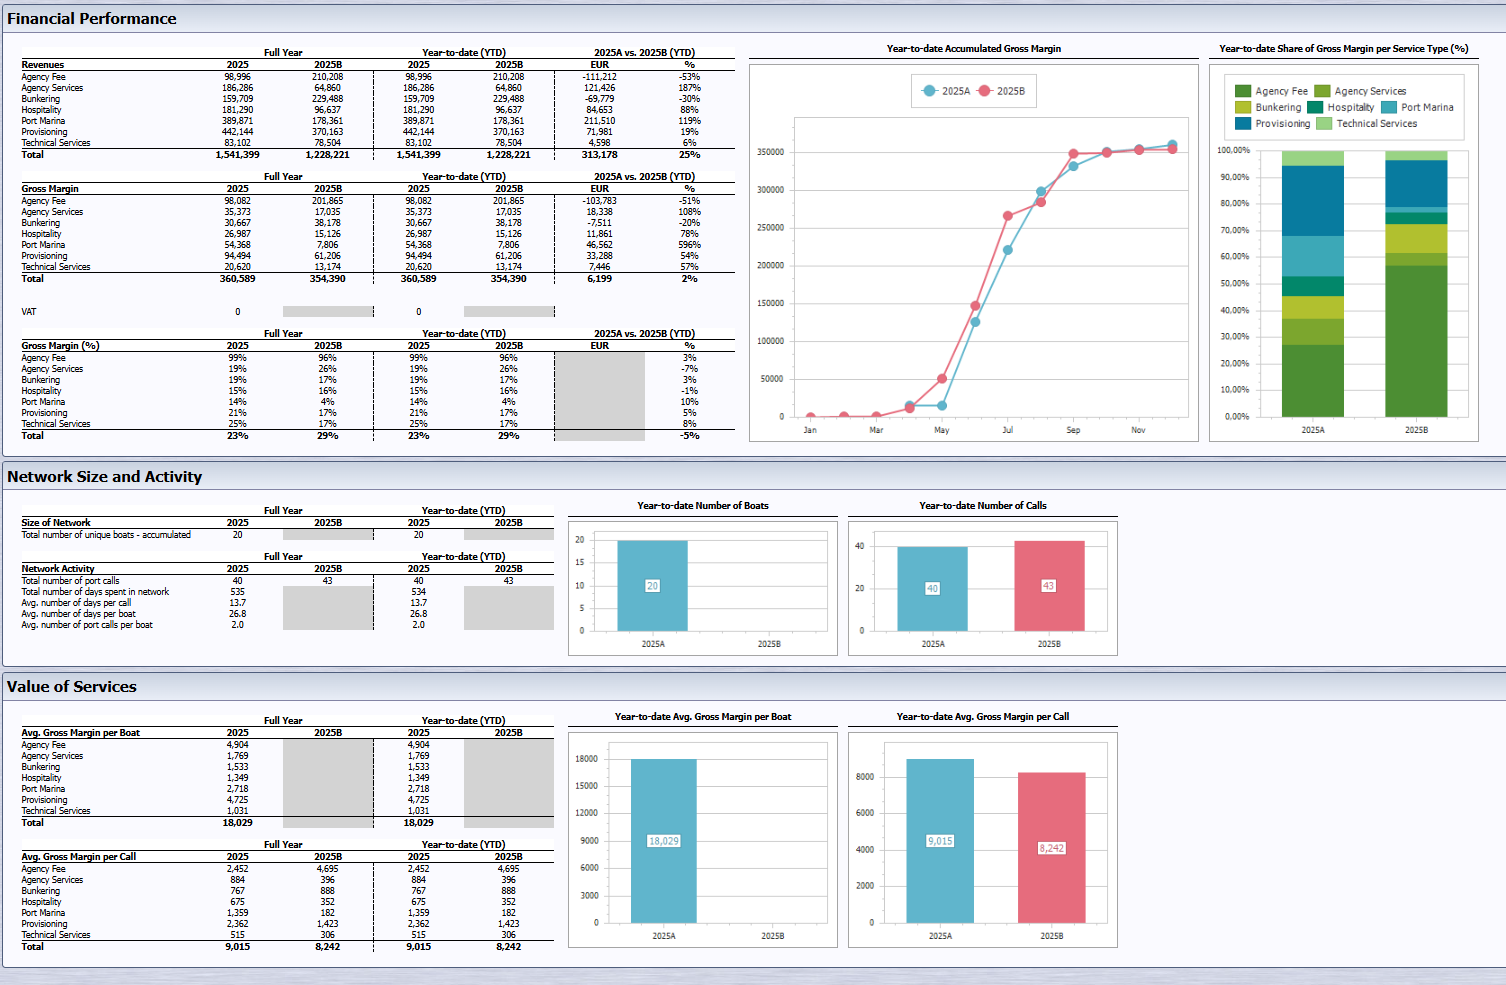 Financial Performance
Full Year Year-to-date (YTD) 2025A vs. 2025B (YTD)
Revenues 2025 2025B 2025 2025B EUR %
Agency Fee 98,996 210,208 98,996 210,208 -111,212 -53%
Agency Services 186,286 64,860 186,286 64,860 121,426 187%
Bunkering 159,709 229,488 159,709 229,488 -69,779 -30%
Hospitality 181,290 96,637 181,290 96,637 84,653 88%
Port Marina 389,871 178,361 389,871 178,361 211,510 119%
Provisioning 442,144 370,163 442,144 370,163 71,981 19%
Technical Services 83,102 78,504 83,102 78,504 4,598 6%
Total 1,541,399 1,228,221 1,541,399 1,228,221 313,178 25%
Full Year Year-to-date (YTD) 2025A vs. 2025B (YTD)
Gross Margin 2025 2025B 2025 2025B EUR %
Agency Fee 98,082 201,865 98,082 201,865 -103,783 -51%
Agency Services 35,373 17,035 35,373 17,035 18,338 108%
Bunkering 30,667 38,178 30,667 38,178 -7,511 -20%
Hospitality 26,987 15,126 26,987 15,126 11,861 78%
Port Marina 54,368 7,806 54,368 7,806 46,562 596%
Provisioning 94,494 61,206 94,494 61,206 33,288 54%
Technical Services 20,620 13,174 20,620 13,174 7,446 57%
Total 360,589 354,390 360,589 354,390 6,199 2%
VAT 0 0
Full Year Year-to-date (YTD) 2025A vs. 2025B (YTD)
Gross Margin (%) 2025 2025B 2025 2025B EUR %
Agency Fee 99% 96% 99% 96% 3%
Agency Services 19% 26% 19% 26% -7%
Bunkering 19% 17% 19% 17% 3%
Hospitality 15% 16% 15% 16% -1%
Port Marina 14% 4% 14% 4% 10%
Provisioning 21% 17% 21% 17% 5%
Technical Services 25% 17% 25% 17% 8%
Total 23% 29% 23% 29% -5%
Year-to-date Accumulated Gross Margin
2025A 2025B
350000
300000
250000
200000
150000
100000
50000
0
Jan Mar May Jul Sep Nov
Year-to-date Share of Gross Margin per Service Type (%)
Agency Fee Agency Services
Bunkering Hospitality Port Marina
Provisioning Technical Services
100,00%
90,00%
80,00%
70,00%
60,00%
50,00%
40,00%
30,00%
20,00%
10,00%
0.00%
2025A 2025B
Network Size and Activity
Full Year Year-to-date (YTD)
Size of Network 2025 2025B 2025 2025B
Total number of unique boats - accumulated 20 20
Full Year Year-to-date (YTD)
Network Activity 2025 2025B 2025 2025B
Total number of port calls 40 43 40 43
Total number of days spent in network 535 534
Avg. number of days per call 13.7 13.7
Avg. number of days per boat 26.8 26.8
Avg. number of port calls per boat 2.0 2.0
Year-to-date Number of Boats
20
15
10
5
0
20
2025A 2025B
Year-to-date Number of Calls
40
20
0
40 43
2025A 2025B
Value of Services
Full Year Year-to-date (YTD)
Avg. Gross Margin per Boat 2025 2025B 2025 2025B
Agency Fee 4,904 4,904
Agency Services 1,769 1,769
Bunkering 1,533 1,533
Hospitality 1,349 1,349
Port Marina 2,718 2,718
Provisioning 4,725 4,725
Technical Services 1,031 1,031
Total 18,029 18,029
Full Year Year-to-date (YTD)
Avg. Gross Margin per Call 2025 2025B 2025 2025B
Agency Fee 2,452 4,695 2,452 4,695
Agency Services 884 396 884 396
Bunkering 767 888 767 888
Hospitality 675 352 675 352
Port Marina 1,359 182 1,359 182
Provisioning 2,362 1,423 2,362 1,423
Technical Services 515 306 515 306
Total 9,015 8,242 9,015 8,242
Year-to-date Avg. Gross Margin per Boat
18000
15000
12000
9000
6000
3000
0
18,029
2025A 2025B
Year-to-date Avg. Gross Margin per Call
8000
6000
4000
2000
0
9,015 8,242
2025A 2025B